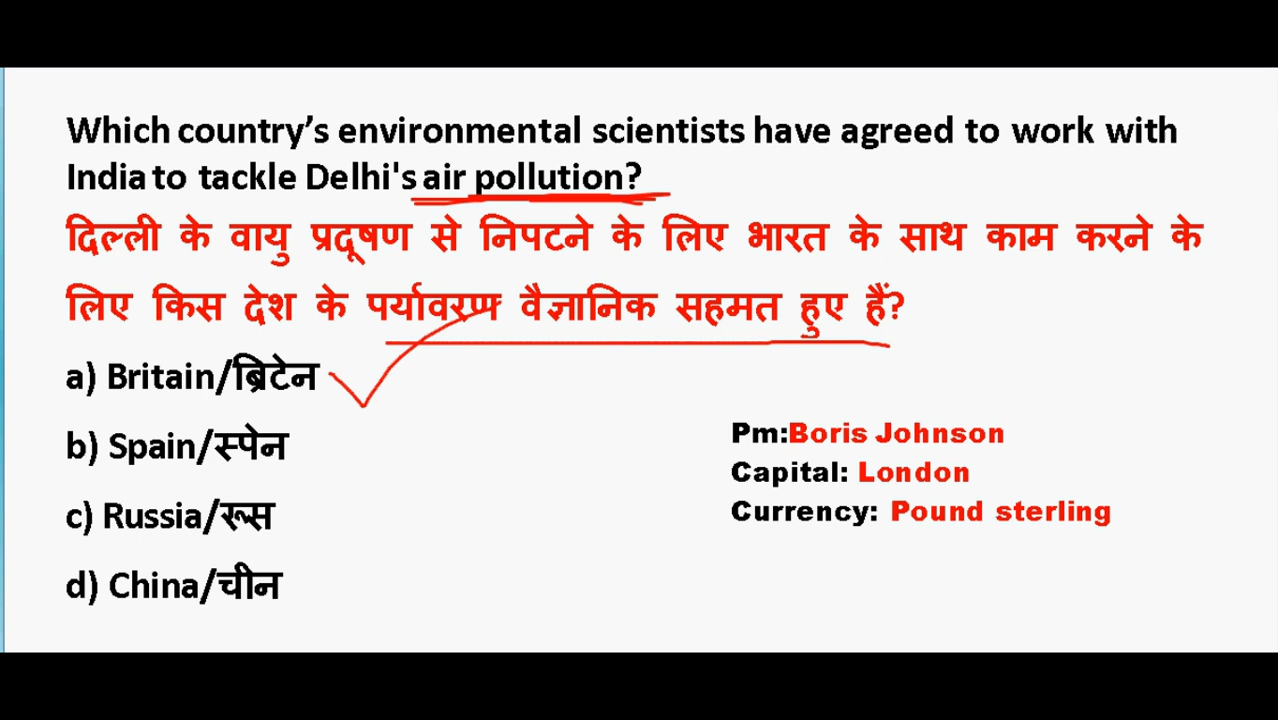 Which country's environmental scientists have agreed to work with
India to tackle Delhi's air pollution?
दिल्ली के वायु प्रदूषण से निपटने के लिए भारत के साथ काम करने के
लिए किस देश के पर्यावरण वैज्ञानिक सहमत हुए हैं?
a) Britain/ब्रिटेन
b) Spain/स्पेन
c) Russia/रूस
d) China/चीन
Pm:Boris Johnson
Capital: London
Currency: Pound sterling